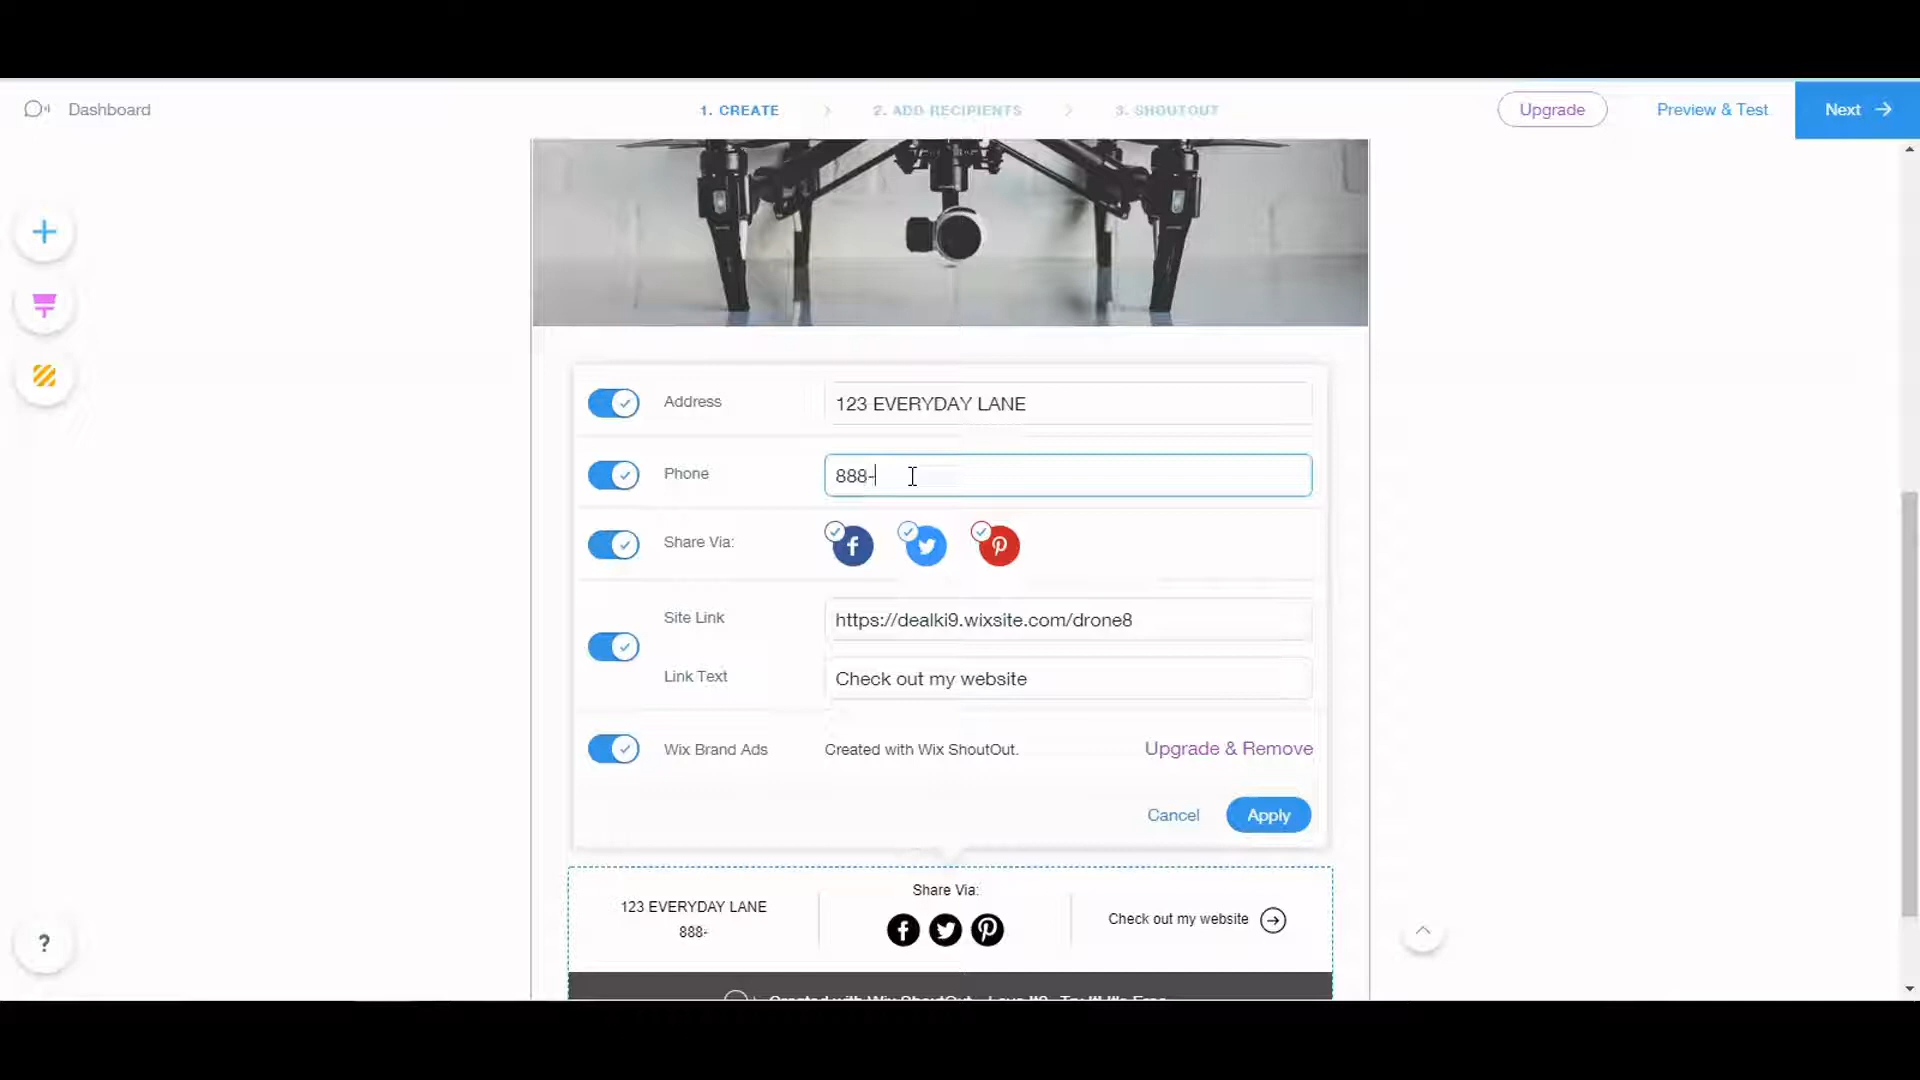 Dashboard
1. CREATE
2. ADD RECIPIENTS
3. SHOUTOUT
Upgrade
Preview & Test
Next
Address
123 EVERYDAY LANE
Phone
888-
Share Via:
Site Link
https://dealki9.wixsite.com/drone8
Link Text
Check out my website
Wix Brand Ads
Created with Wix ShoutOut.
Upgrade & Remove
Cancel
Apply
123 EVERYDAY LANE
888-
Share Via:
Check out my website
?